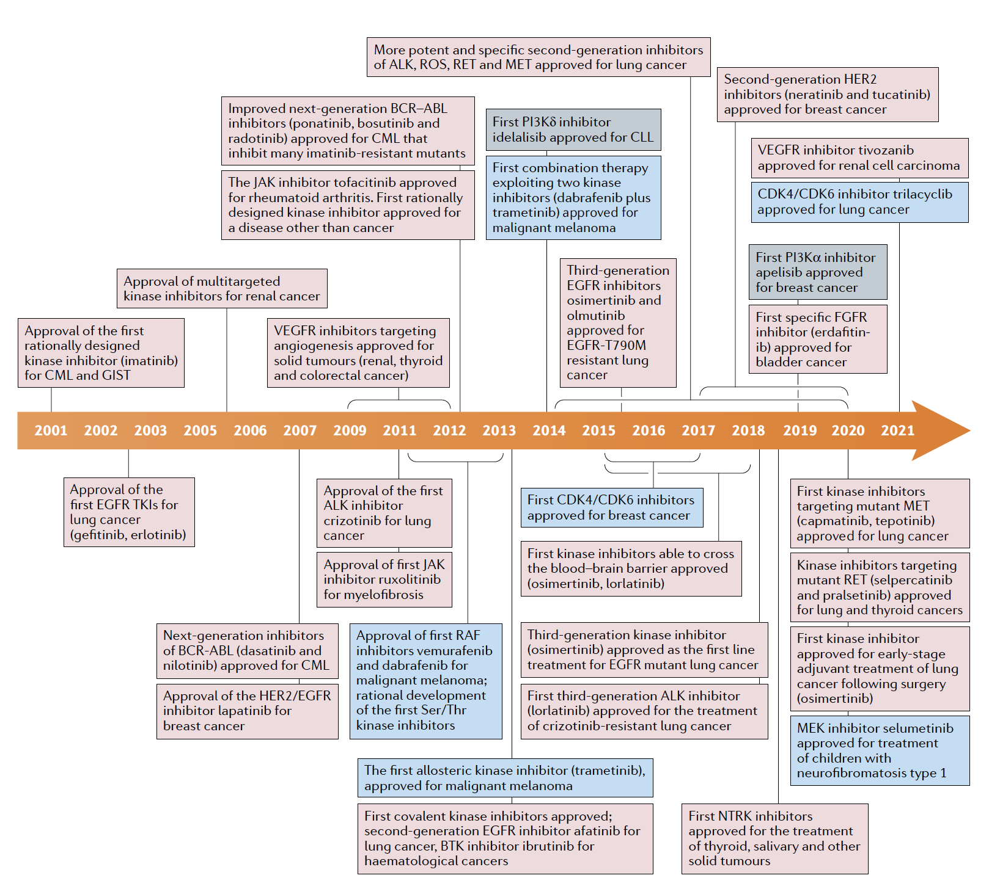 More potent and specific second-generation inhibitors
of ALK, ROS, RET and MET approved for lung cancer
Second-generation HER2
inhibitors (neratinib and tucatinib)
approved for breast cancer
Improved next-generation BCR–ABL
inhibitors (ponatinib, bosutinib and
radotinib) approved for CML that
inhibit many imatinib-resistant mutants
First PI3Kδ inhibitor
idelalisib approved for CLL
VEGFR inhibitor tivozanib
approved for renal cell carcinoma
The JAK inhibitor tofacitinib approved
for rheumatoid arthritis. First rationally
designed kinase inhibitor approved for
a disease other than cancer
First combination therapy
exploiting two kinase
inhibitors (dabrafenib plus
trametinib) approved for
malignant melanoma
CDK4/CDK6 inhibitor trilacyclib
approved for lung cancer
Approval of multitargeted
kinase inhibitors for renal cancer
Third-generation
EGFR inhibitors
osimertinib and
olmutinib
approved for
EGFR-T790M
resistant lung
cancer
First PI3Kα inhibitor
apelisib approved
for breast cancer
Approval of the first
rationally designed
kinase inhibitor (imatinib)
for CML and GIST
VEGFR inhibitors targeting
angiogenesis approved for
solid tumours (renal, thyroid
and colorectal cancer)
First specific FGFR
inhibitor (erdafitin-
ib) approved for
bladder cancer
2001 2002 2003 2005 2006 2007 2009 2011 2012 2013 2014 2015 2016 2017 2018 2019 2020 2021
Approval of the
first EGFR TKIs for
lung cancer
(gefitinib, erlotinib)
Approval of the first
ALK inhibitor
crizotinib for lung
cancer
First CDK4/CDK6 inhibitors
approved for breast cancer
First kinase inhibitors
targeting mutant MET
(capmatinib, tepotinib)
approved for lung cancer
Approval of first JAK
inhibitor ruxolitinib
for myelofibrosis
First kinase inhibitors able to cross
the blood–brain barrier approved
(osimertinib, lorlatinib)
Kinase inhibitors targeting
mutant RET (selpercatinib
and pralsetinib) approved
for lung and thyroid cancers
Next-generation inhibitors
of BCR-ABL (dasatinib and
nilotinib) approved for CML
Approval of first RAF
inhibitors vemurafenib
and dabrafenib for
malignant melanoma;
rational development
of the first Ser/Thr
kinase inhibitors
Third-generation kinase inhibitor
(osimertinib) approved as the first line
treatment for EGFR mutant lung cancer
First kinase inhibitor
approved for early-stage
adjuvant treatment of lung
cancer following surgery
(osimertinib)
Approval of the HER2/EGFR
inhibitor lapatinib for
breast cancer
First third-generation ALK inhibitor
(lorlatinib) approved for the treatment
of crizotinib-resistant lung cancer
MEK inhibitor selumetinib
approved for treatment
of children with
neurofibromatosis type 1
The first allosteric kinase inhibitor (trametinib),
approved for malignant melanoma
First covalent kinase inhibitors approved;
second-generation EGFR inhibitor afatinib for
lung cancer, BTK inhibitor ibrutinib for
haematological cancers
First NTRK inhibitors
approved for the treatment
of thyroid, salivary and other
solid tumours